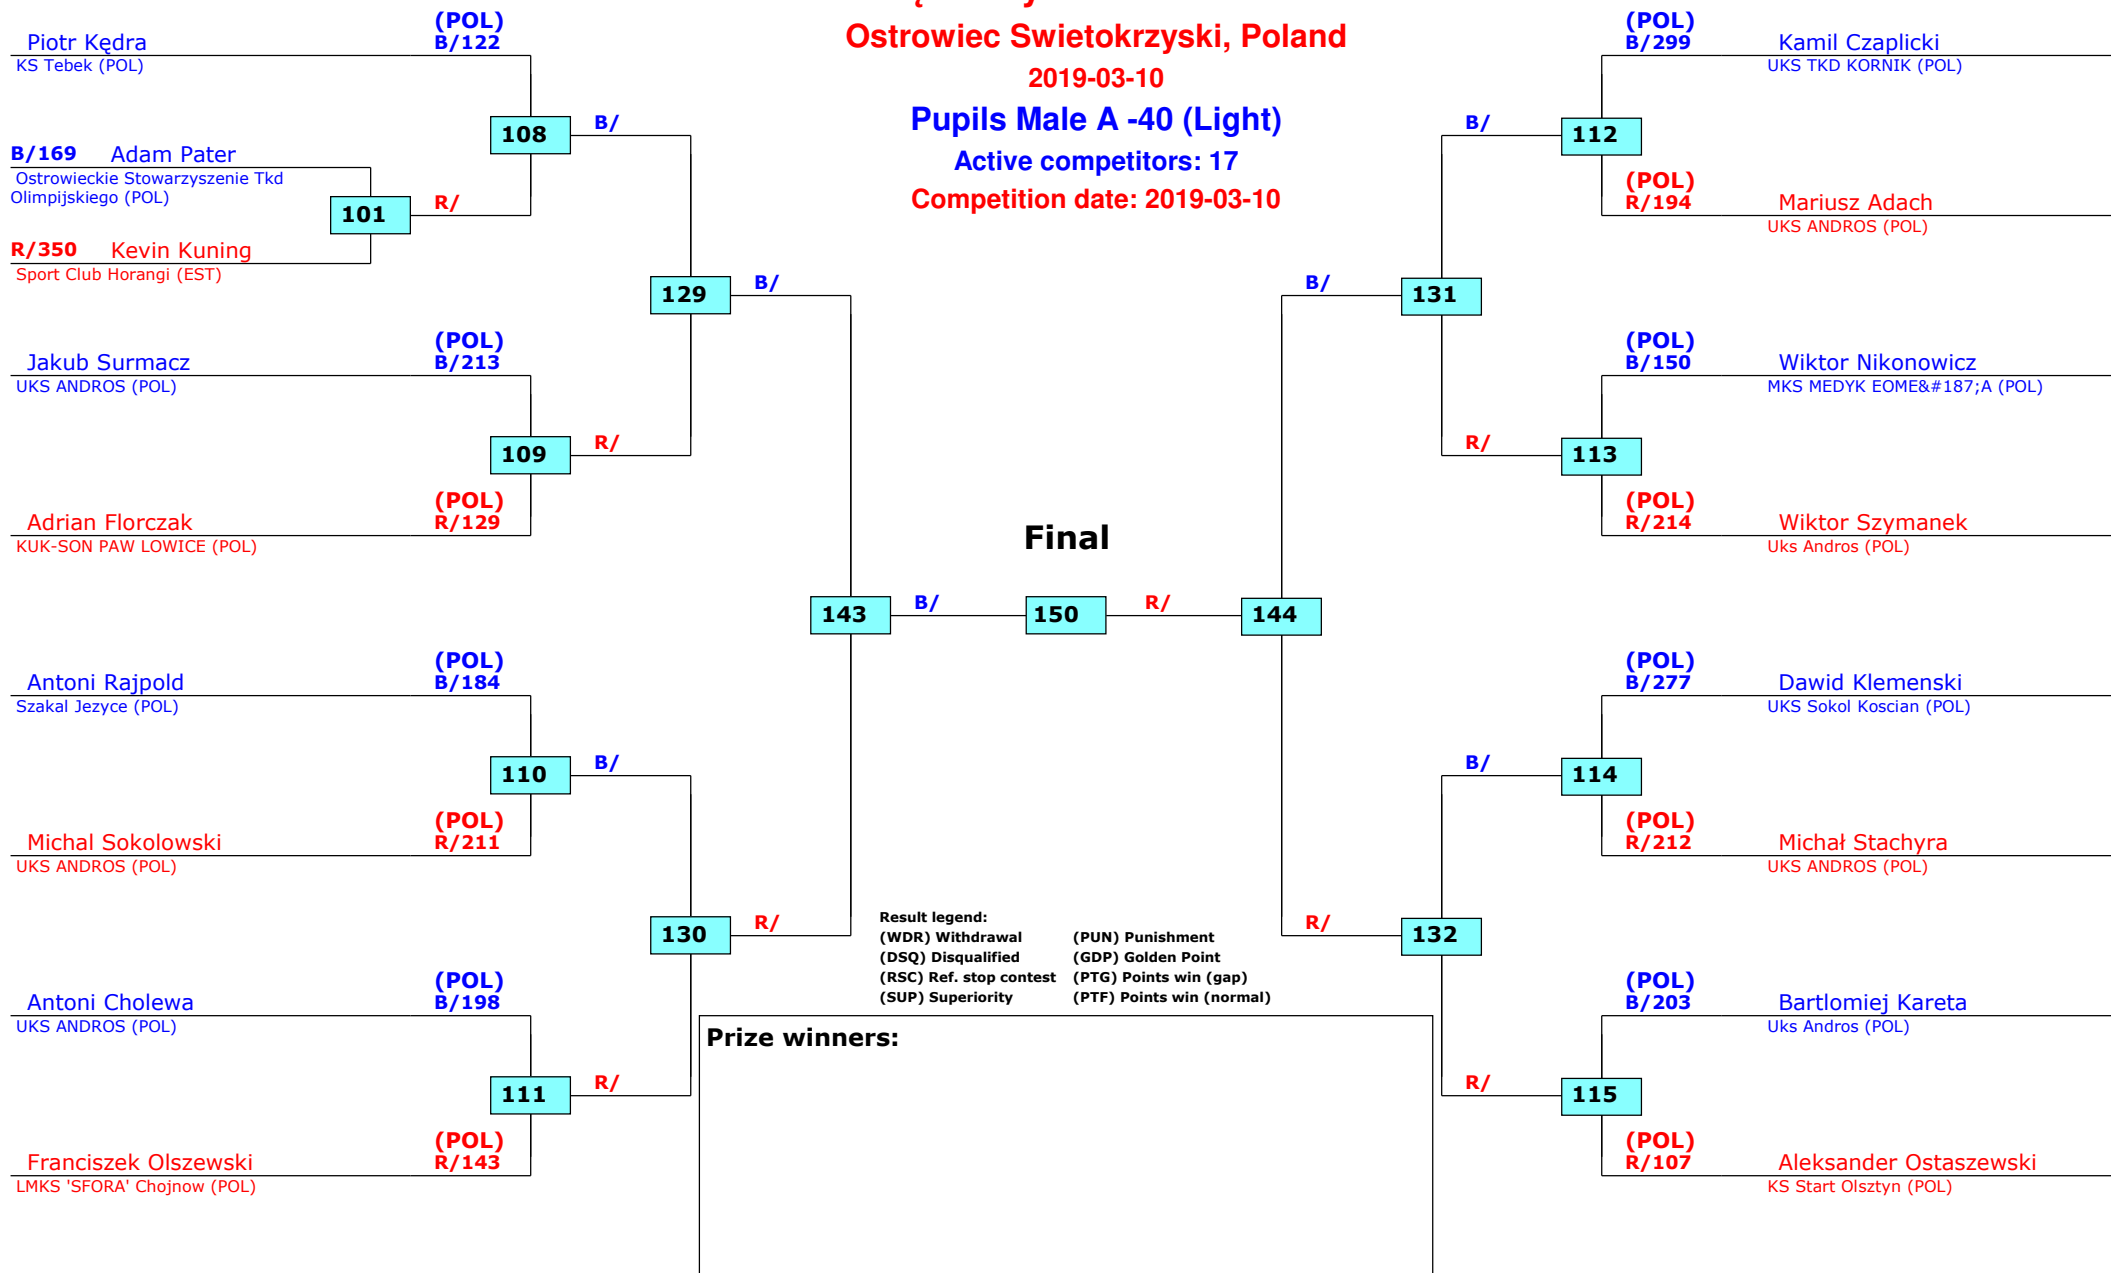 Ostrowiec Swietokrzyski, Poland
2019-03-10
Pupils Male A -40 (Light)
Active competitors: 17
Competition date: 2019-03-10
(POL)
Piotr Kędra B/122
KS Tebek (POL)
108 B/
B/169 Adam Pater
Ostrowieckie Stowarzyszenie Tkd
Olimpijskiego (POL)
101 R/
R/350 Kevin Kuning
Sport Club Horangi (EST)
129 B/
(POL)
Jakub Surmacz B/213
UKS ANDROS (POL)
109 R/
(POL)
Adrian Florczak R/129
KUK-SON PAW LOWICE (POL)
143 B/
(POL)
Antoni Rajpold B/184
Szakal Jezyce (POL)
110 B/
(POL)
Michal Sokolowski R/211
UKS ANDROS (POL)
130 R/
(POL)
Antoni Cholewa B/198
UKS ANDROS (POL)
111 R/
(POL)
Franciszek Olszewski R/143
LMKS 'SFORA' Chojnow (POL)
Final
150
(POL)
B/299 Kamil Czaplicki
UKS TKD KORNIK (POL)
B/ 112
(POL)
R/194 Mariusz Adach
UKS ANDROS (POL)
B/ 131
(POL)
B/150 Wiktor Nikonowicz
MKS MEDYK EOME&#187;A (POL)
R/ 113
(POL)
R/214 Wiktor Szymanek
Uks Andros (POL)
R/ 144
(POL)
B/277 Dawid Klemenski
UKS Sokol Koscian (POL)
B/ 114
(POL)
R/212 Michał Stachyra
UKS ANDROS (POL)
R/ 132
(POL)
B/203 Bartlomiej Kareta
Uks Andros (POL)
R/ 115
(POL)
R/107 Aleksander Ostaszewski
KS Start Olsztyn (POL)
Result legend:
(WDR) Withdrawal (PUN) Punishment
(DSQ) Disqualified (GDP) Golden Point
(RSC) Ref. stop contest (PTG) Points win (gap)
(SUP) Superiority (PTF) Points win (normal)
Prize winners: